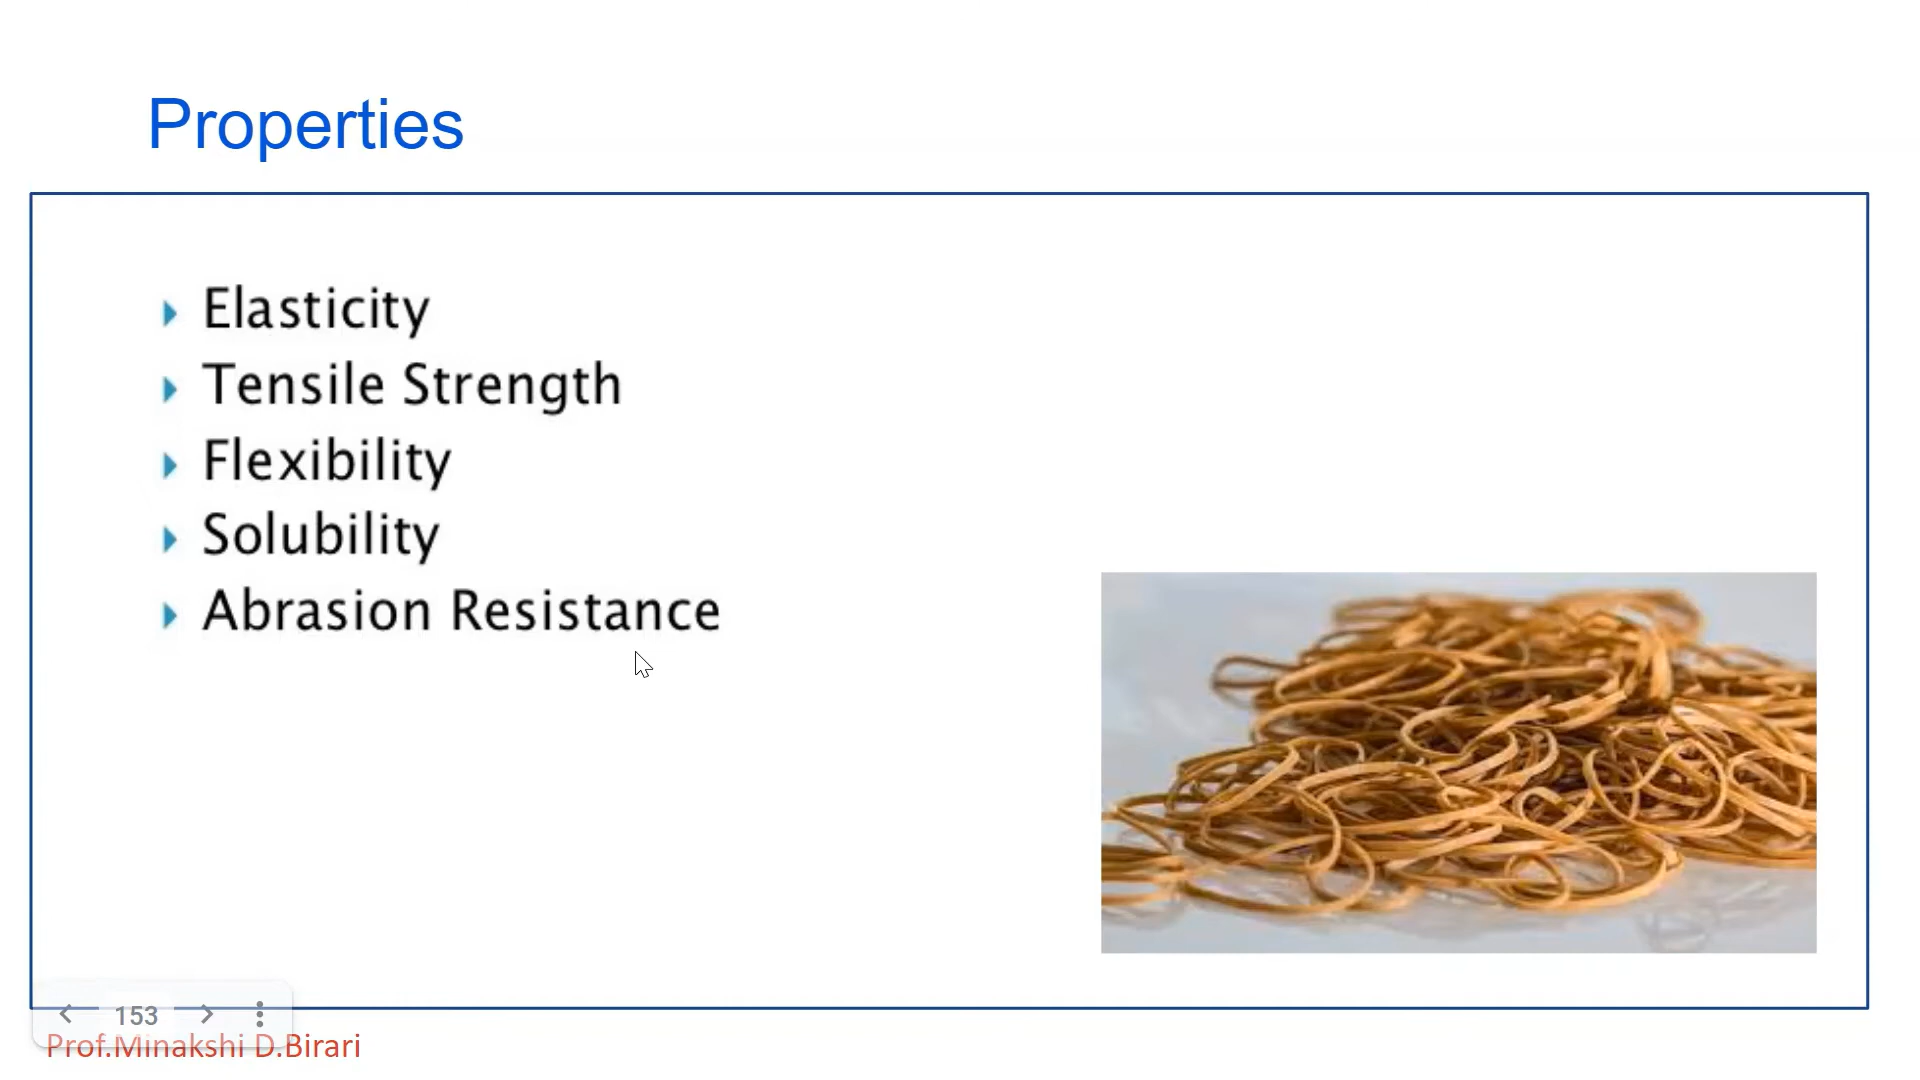 Properties
Elasticity
Tensile Strength
Flexibility
Solubility
Abrasion Resistance
153
Prof.Minakshi D.Birari